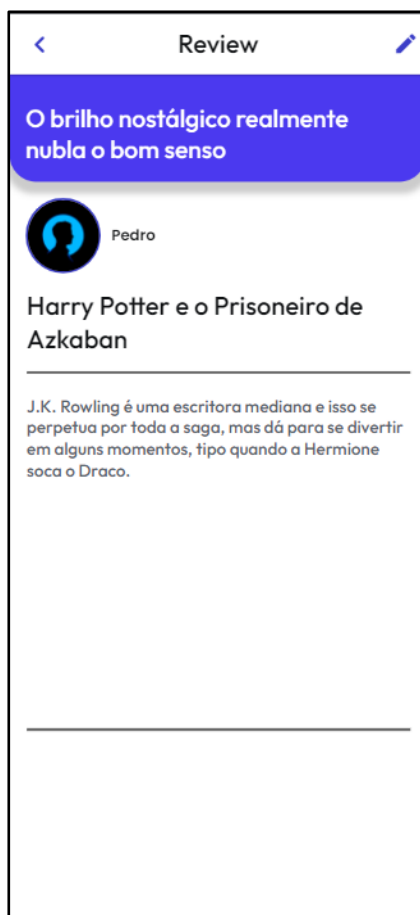 Review
O brilho nostálgico realmente
nubla o bom senso
Pedro
Harry Potter e o Prisoneiro de
Azkaban
J.K. Rowling é uma escritora mediana e isso se
perpetua por toda a saga, mas dá para se divertir
em alguns momentos, tipo quando a Hermione
soca o Draco.